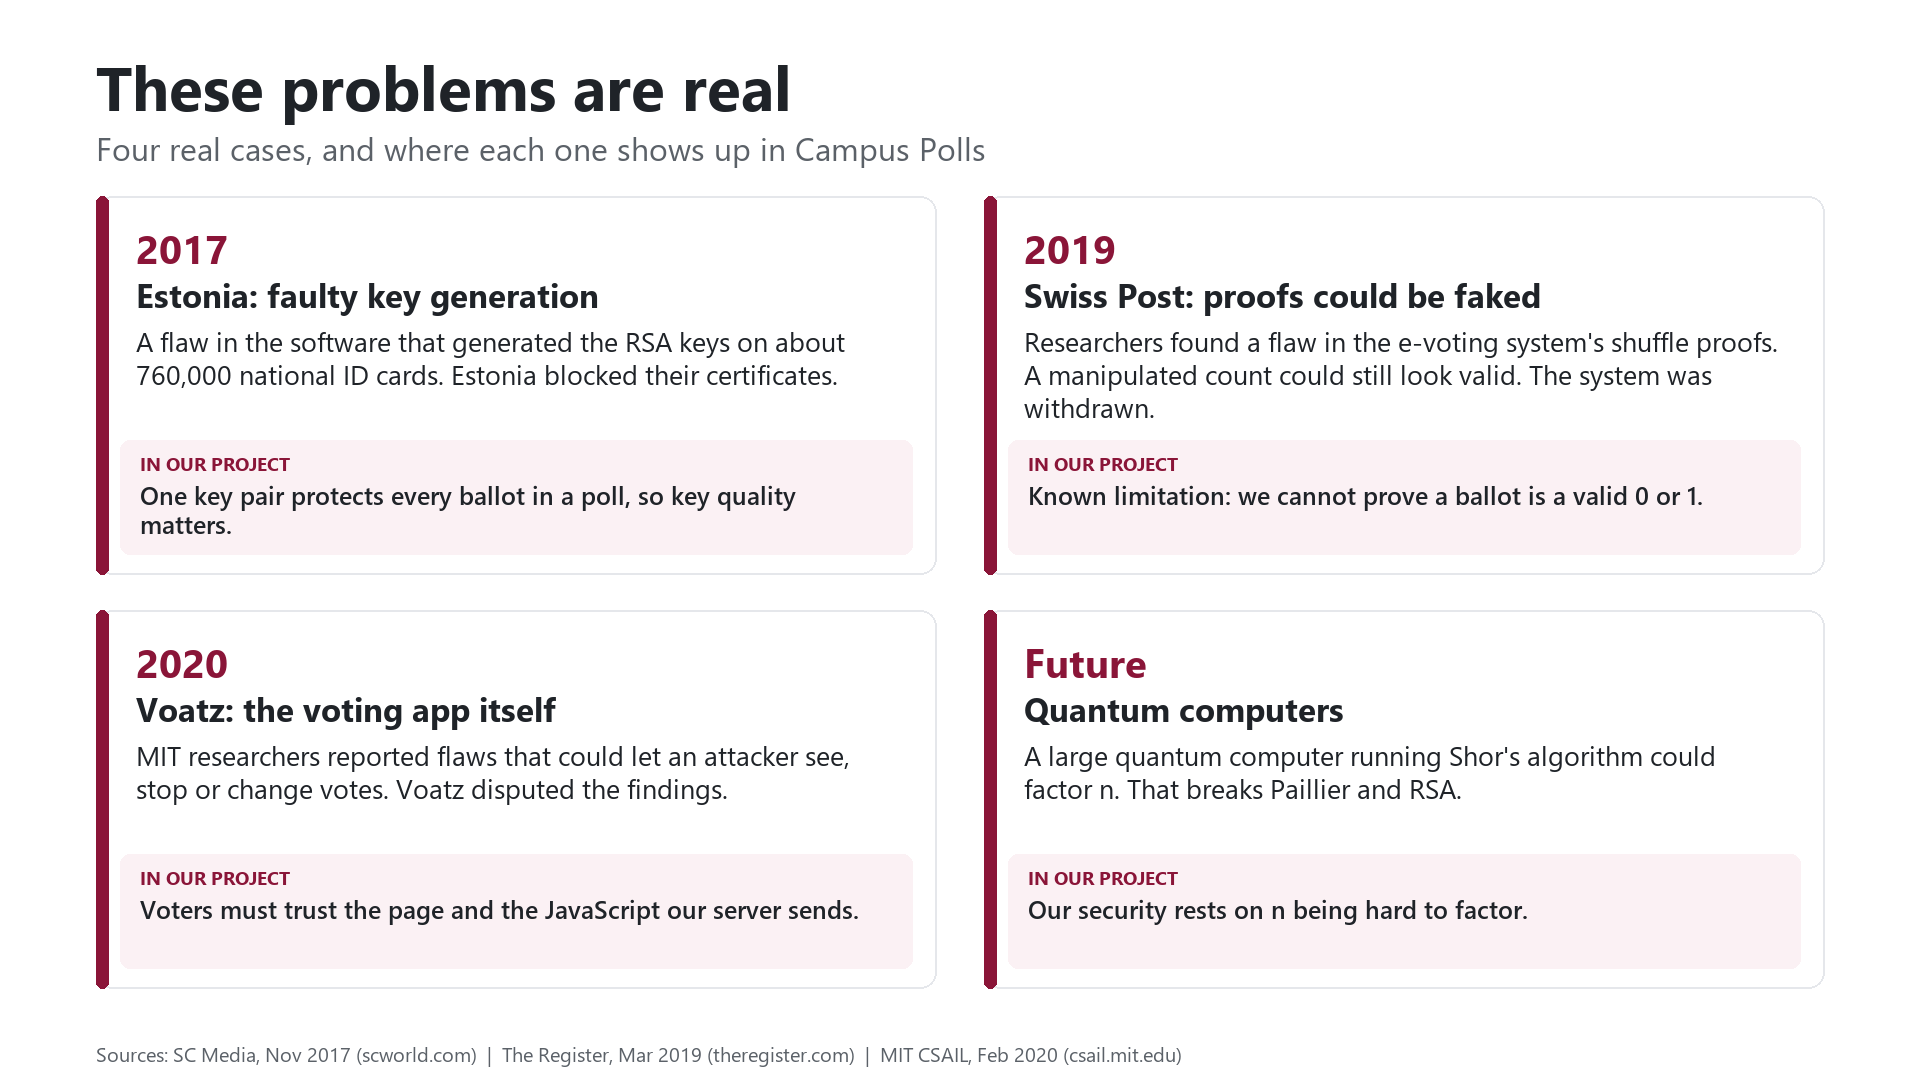 These problems are real
Four real cases, and where each one shows up in Campus Polls
2017
Estonia: faulty key generation
A flaw in the software that generated the RSA keys on about
760,000 national ID cards. Estonia blocked their certificates.
IN OUR PROJECT
One key pair protects every ballot in a poll, so key quality
matters.
2019
Swiss Post: proofs could be faked
Researchers found a flaw in the e-voting system's shuffle proofs.
A manipulated count could still look valid. The system was
withdrawn.
IN OUR PROJECT
Known limitation: we cannot prove a ballot is a valid 0 or 1.
2020
Voatz: the voting app itself
MIT researchers reported flaws that could let an attacker see,
stop or change votes. Voatz disputed the findings.
IN OUR PROJECT
Voters must trust the page and the JavaScript our server sends.
Future
Quantum computers
A large quantum computer running Shor's algorithm could
factor n. That breaks Paillier and RSA.
IN OUR PROJECT
Our security rests on n being hard to factor.
Sources: SC Media, Nov 2017 (scworld.com) | The Register, Mar 2019 (theregister.com) | MIT CSAIL, Feb 2020 (csail.mit.edu)